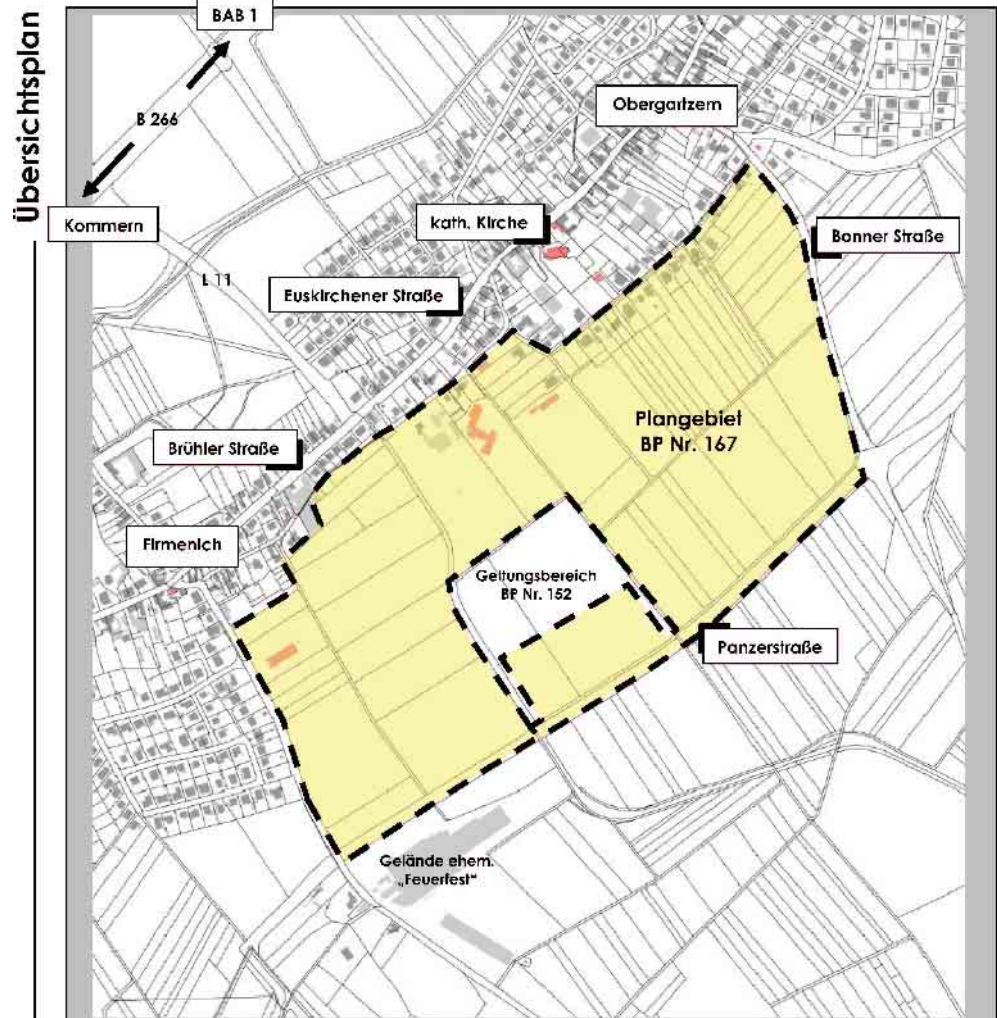 Übersichtsplan
BAB 1
B 266
Kommern
L 11
Obergartzem
kath. Kirche
Bonner Straße
Euskirchener Straße
Plangebiet
BP Nr. 167
Brühler Straße
Firmenich
Geltungsbereich
BP Nr. 152
Panzerstraße
Gelände ehem.
„Feuerfest“